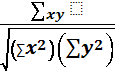 ∑xy ⬚
√(∑x²)(∑y²)